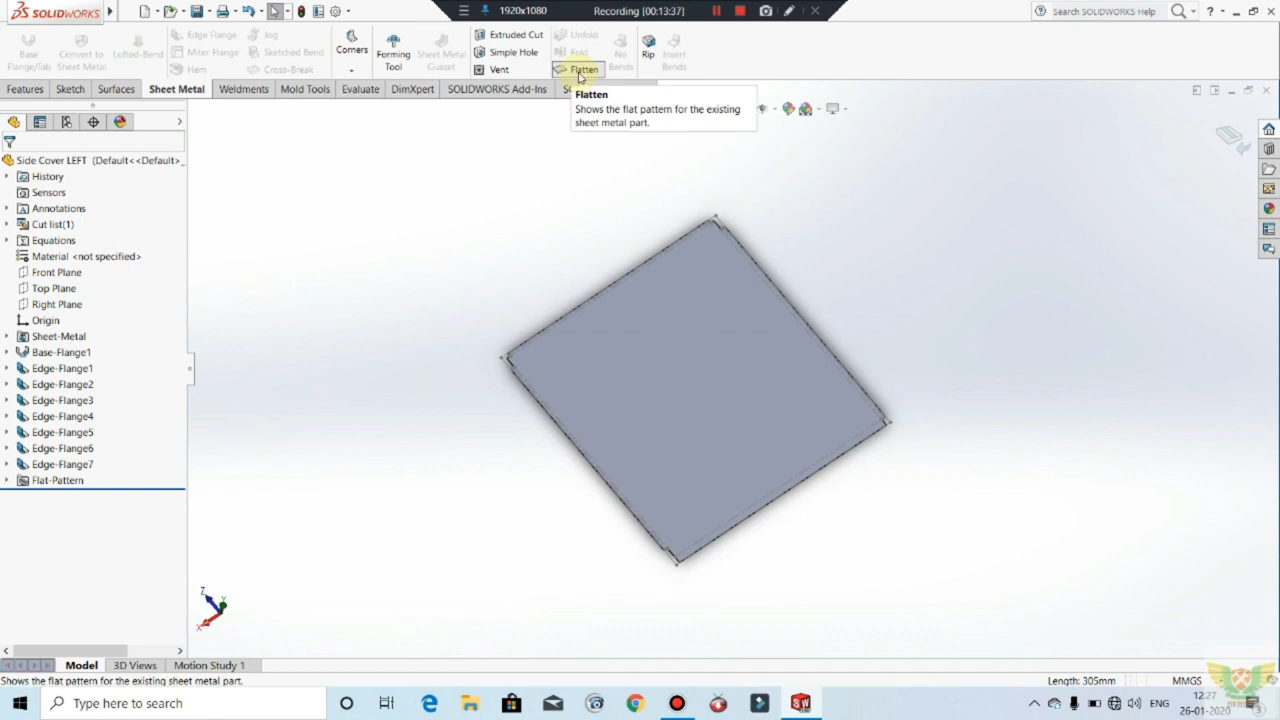 SOLIDWORKS
1920x1080
Recording [00:13:37]
Search SOLIDWORKS Help
Base
Flange/Tab
Convert to
Sheet Metal
Lofted-Bend
Edge Flange
Miter Flange
Hem
Jog
Sketched Bend
Cross-Break
Corners
Forming
Tool
Sheet Metal
Gusset
Extruded Cut
Simple Hole
Vent
Unfold
Fold
Flatten
No
Bends
Rip
Insert
Bends
Features
Sketch
Surfaces
Sheet Metal
Weldments
Mold Tools
Evaluate
DimXpert
SOLIDWORKS Add-Ins
Flatten
Shows the flat pattern for the existing
sheet metal part.
Side Cover LEFT (Default<<Default>_
History
Sensors
Annotations
Cut list(1)
Equations
Material <not specified>
Front Plane
Top Plane
Right Plane
Origin
Sheet-Metal
Base-Flange1
Edge-Flange1
Edge-Flange2
Edge-Flange3
Edge-Flange4
Edge-Flange5
Edge-Flange6
Edge-Flange7
Flat-Pattern
Z
Y
X
Model
3D Views
Motion Study 1
Shows the flat pattern for the existing sheet metal part.
Length: 305mm
MMGS
Type here to search
ENG
12:27
26-01-2020